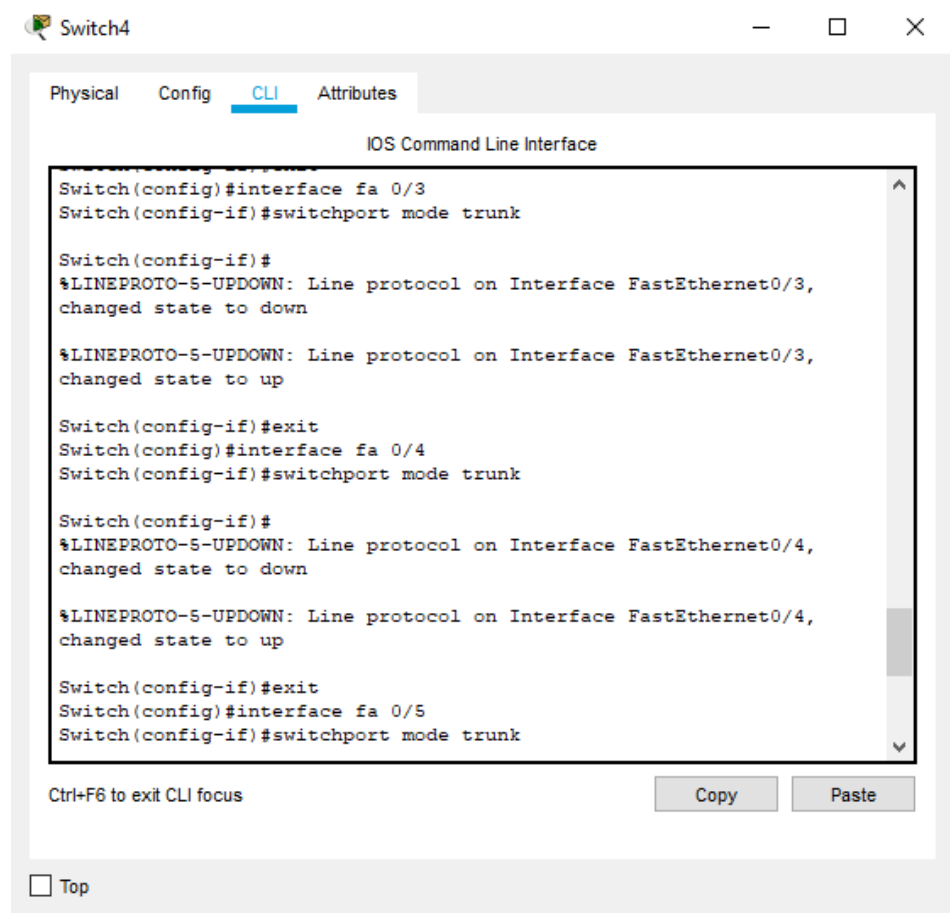 Switch4
Physical Config CLI Attributes
IOS Command Line Interface
Switch(config)#interface fa 0/3
Switch(config-if)#switchport mode trunk
Switch(config-if)#
%LINEPROTO-5-UPDOWN: Line protocol on Interface FastEthernet0/3,
changed state to down
%LINEPROTO-5-UPDOWN: Line protocol on Interface FastEthernet0/3,
changed state to up
Switch(config-if)#exit
Switch(config)#interface fa 0/4
Switch(config-if)#switchport mode trunk
Switch(config-if)#
%LINEPROTO-5-UPDOWN: Line protocol on Interface FastEthernet0/4,
changed state to down
%LINEPROTO-5-UPDOWN: Line protocol on Interface FastEthernet0/4,
changed state to up
Switch(config-if)#exit
Switch(config)#interface fa 0/5
Switch(config-if)#switchport mode trunk
Ctrl+F6 to exit CLI focus
Copy Paste
Top